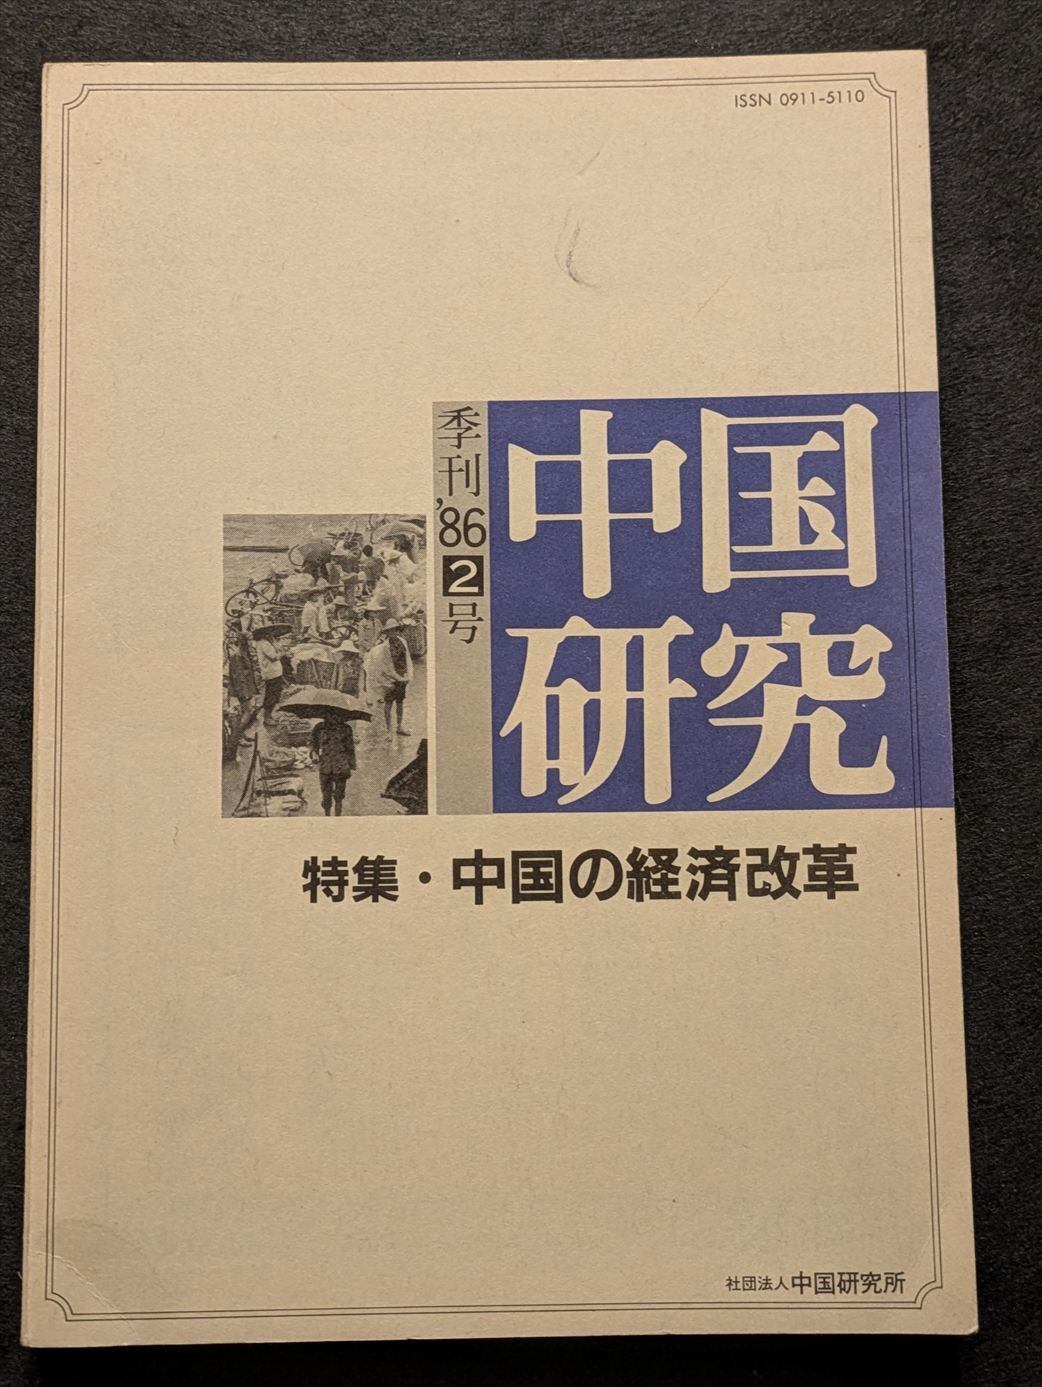 ISSN 0911-5110
季刊'86 2号
中国
研究
特集・中国の経済改革
社団法人中国研究所